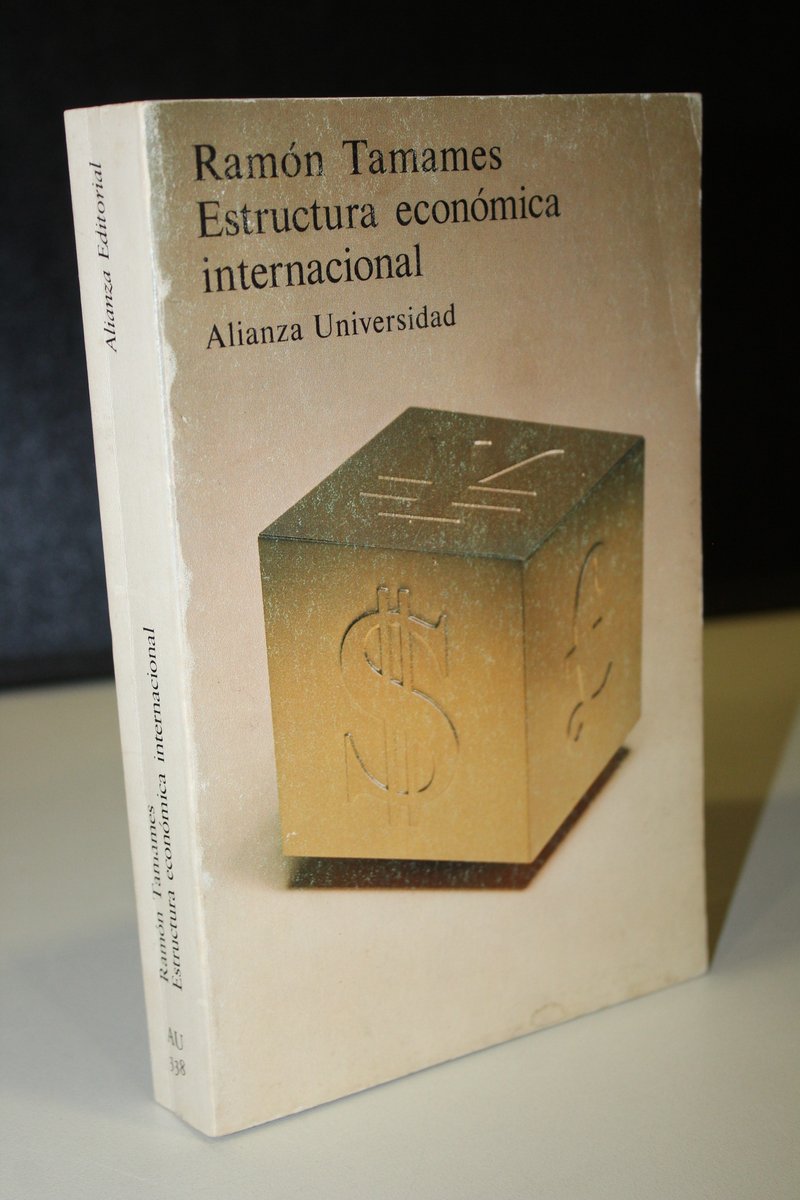 Ramón Tamames
Estructura económica
internacional
Alianza Universidad
$
Alianza Editorial
Ramón Tamames
Estructura económica internacional
AU
338